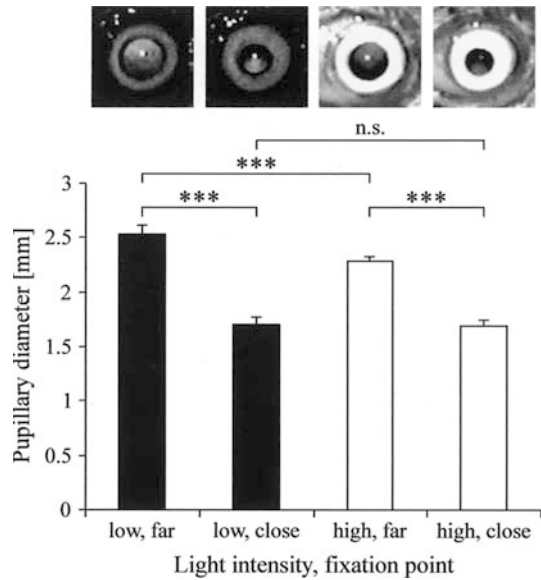 n.s.
***
*** ***
3
2.5
2
1.5
1
0.5
0
Pupillary diameter [mm]
low, far low, close high, far high, close
Light intensity, fixation point